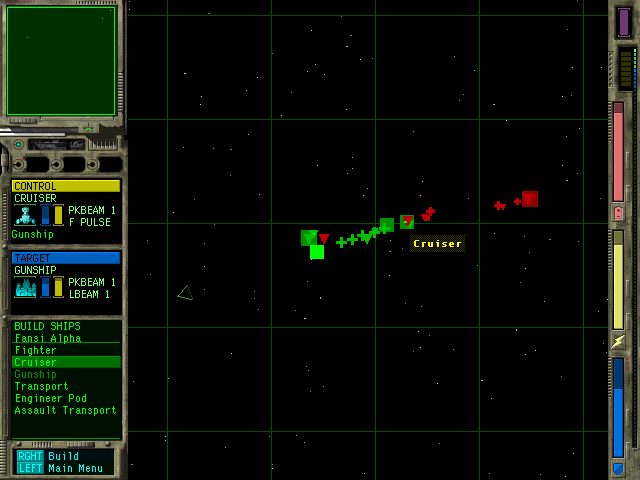 CONTROL
CRUISER
PKBEAM 1
F PULSE
Gunship
TARGET
GUNSHIP
PKBEAM 1
LBEAM 1
BUILD SHIPS
Fansi Alpha
Fighter
Cruiser
Gunship
Transport
Engineer Pod
Assault Transport
RGHT Build
LEFT Main Menu
Cruiser